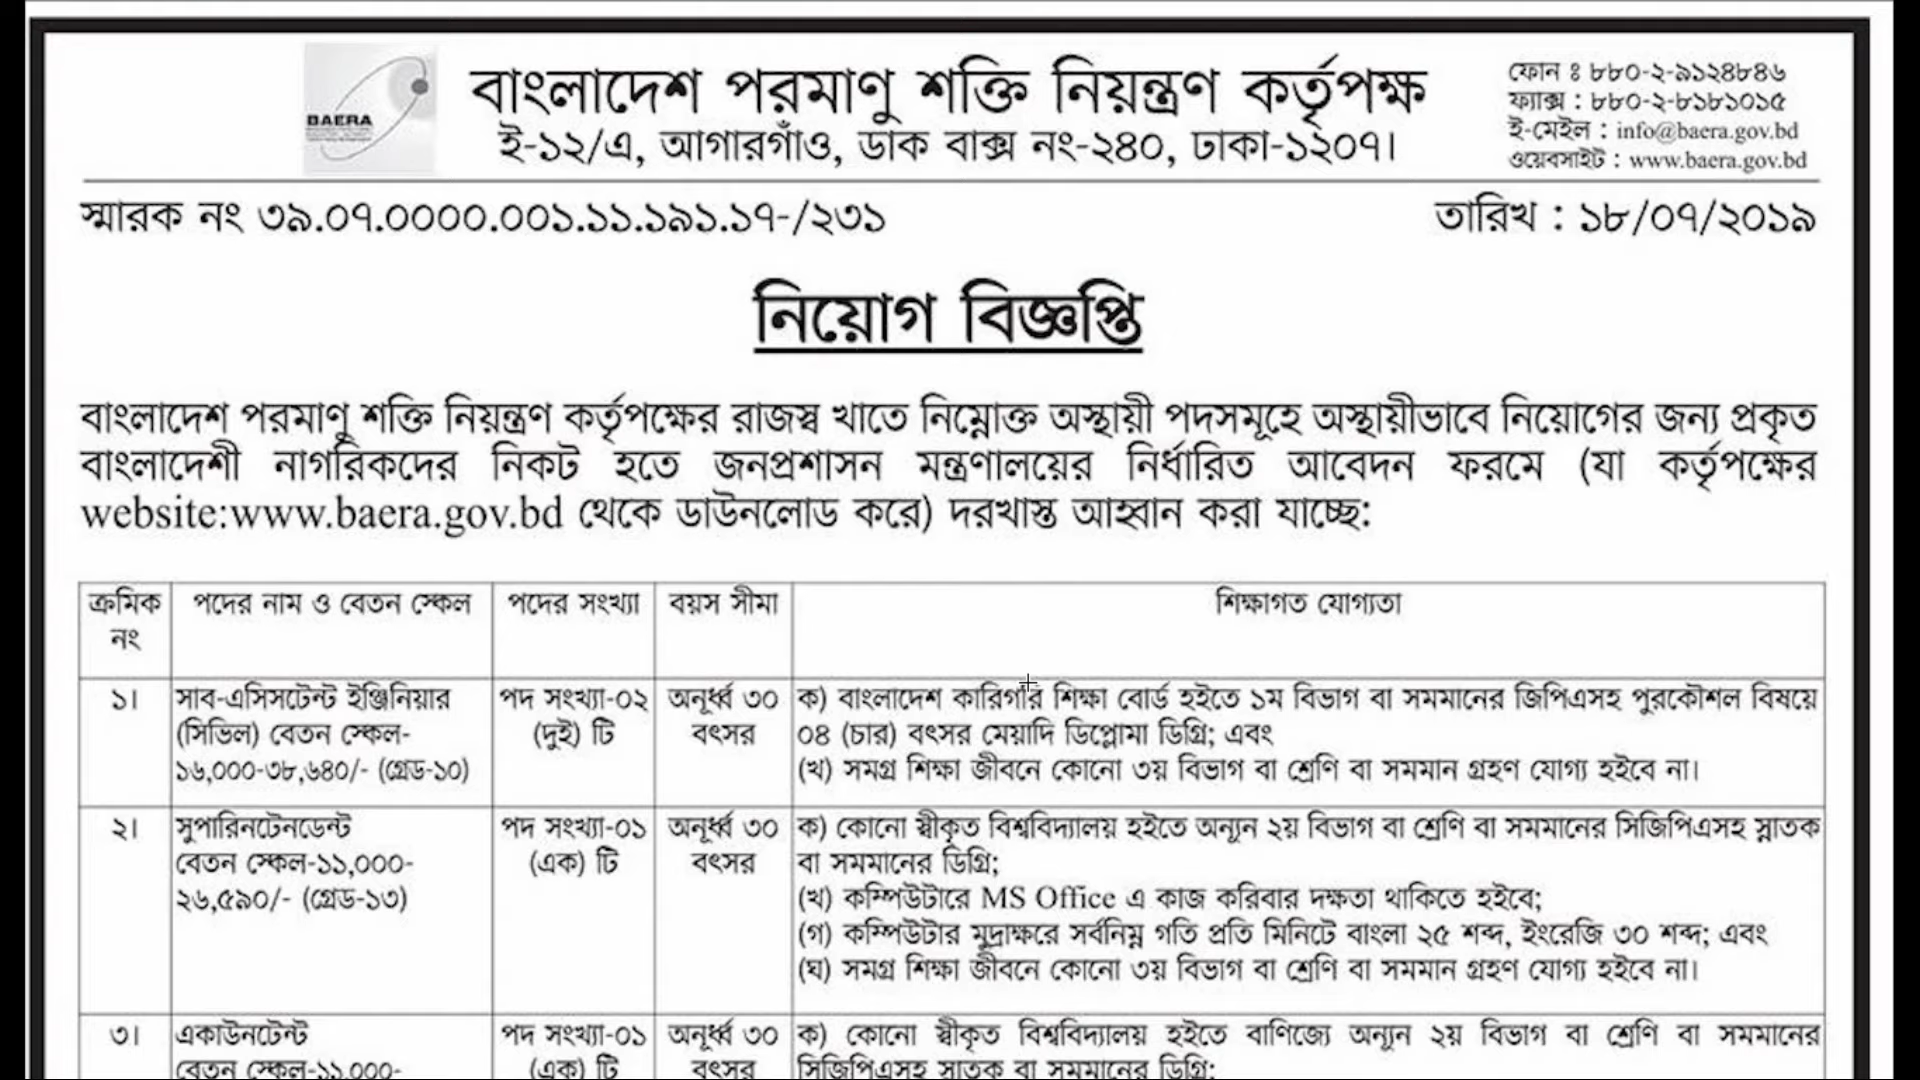 BAERA
বাংলাদেশ পরমাণু শক্তি নিয়ন্ত্রণ কর্তৃপক্ষ
ই-১২/এ, আগারগাঁও, ডাক বাক্স নং-২৪০, ঢাকা-১২০৭।
ফোন ঃ ৮৮০-২-৯১২৪৮৪৬
ফ্যাক্স : ৮৮০-২-৮১৮১০১৫
ই-মেইল : info@baera.gov.bd
ওয়েবসাইট : www.baera.gov.bd
স্মারক নং ৩৯.০৭.০০০০.০০১.১১.১৯১.১৭-/২৩১ তারিখ : ১৮/০৭/২০১৯
নিয়োগ বিজ্ঞপ্তি
বাংলাদেশ পরমাণু শক্তি নিয়ন্ত্রণ কর্তৃপক্ষের রাজস্ব খাতে নিম্নোক্ত অস্থায়ী পদসমূহে অস্থায়ীভাবে নিয়োগের জন্য প্রকৃত
বাংলাদেশী নাগরিকদের নিকট হতে জনপ্রশাসন মন্ত্রণালয়ের নির্ধারিত আবেদন ফরমে (যা কর্তৃপক্ষের
website:www.baera.gov.bd থেকে ডাউনলোড করে) দরখাস্ত আহ্বান করা যাচ্ছে:
ক্রমিক নং
পদের নাম ও বেতন স্কেল
পদের সংখ্যা
বয়স সীমা
শিক্ষাগত যোগ্যতা
১।
সাব-এসিসটেন্ট ইঞ্জিনিয়ার
(সিভিল) বেতন স্কেল-
১৬,০০০-৩৮,৬৪০/- (গ্রেড-১০)
পদ সংখ্যা-০২
(দুই) টি
অনূর্ধ্ব ৩০
বৎসর
ক) বাংলাদেশ কারিগরি শিক্ষা বোর্ড হইতে ১ম বিভাগ বা সমমানের জিপিএসহ পুরকৌশল বিষয়ে
০৪ (চার) বৎসর মেয়াদি ডিপ্লোমা ডিগ্রি; এবং
(খ) সমগ্র শিক্ষা জীবনে কোনো ৩য় বিভাগ বা শ্রেণি বা সমমান গ্রহণ যোগ্য হইবে না।
২।
সুপারিনটেনডেন্ট
বেতন স্কেল-১১,০০০-
২৬,৫৯০/- (গ্রেড-১৩)
পদ সংখ্যা-০১
(এক) টি
অনূর্ধ্ব ৩০
বৎসর
ক) কোনো স্বীকৃত বিশ্ববিদ্যালয় হইতে অন্যূন ২য় বিভাগ বা শ্রেণি বা সমমানের সিজিপিএসহ স্নাতক
বা সমমানের ডিগ্রি;
(খ) কম্পিউটারে MS Office এ কাজ করিবার দক্ষতা থাকিতে হইবে;
(গ) কম্পিউটার মুদ্রাক্ষরে সর্বনিম্ন গতি প্রতি মিনিটে বাংলা ২৫ শব্দ, ইংরেজি ৩০ শব্দ; এবং
(ঘ) সমগ্র শিক্ষা জীবনে কোনো ৩য় বিভাগ বা শ্রেণি বা সমমান গ্রহণ যোগ্য হইবে না।
৩।
একাউনটেন্ট
বেতন স্কেল-১১,০০০-
পদ সংখ্যা-০১
(এক) টি
অনূর্ধ্ব ৩০
বৎসর
ক) কোনো স্বীকৃত বিশ্ববিদ্যালয় হইতে বাণিজ্যে অন্যূন ২য় বিভাগ বা শ্রেণি বা সমমানের
সিজিপিএসহ স্নাতক বা সমমানের ডিগ্রি;